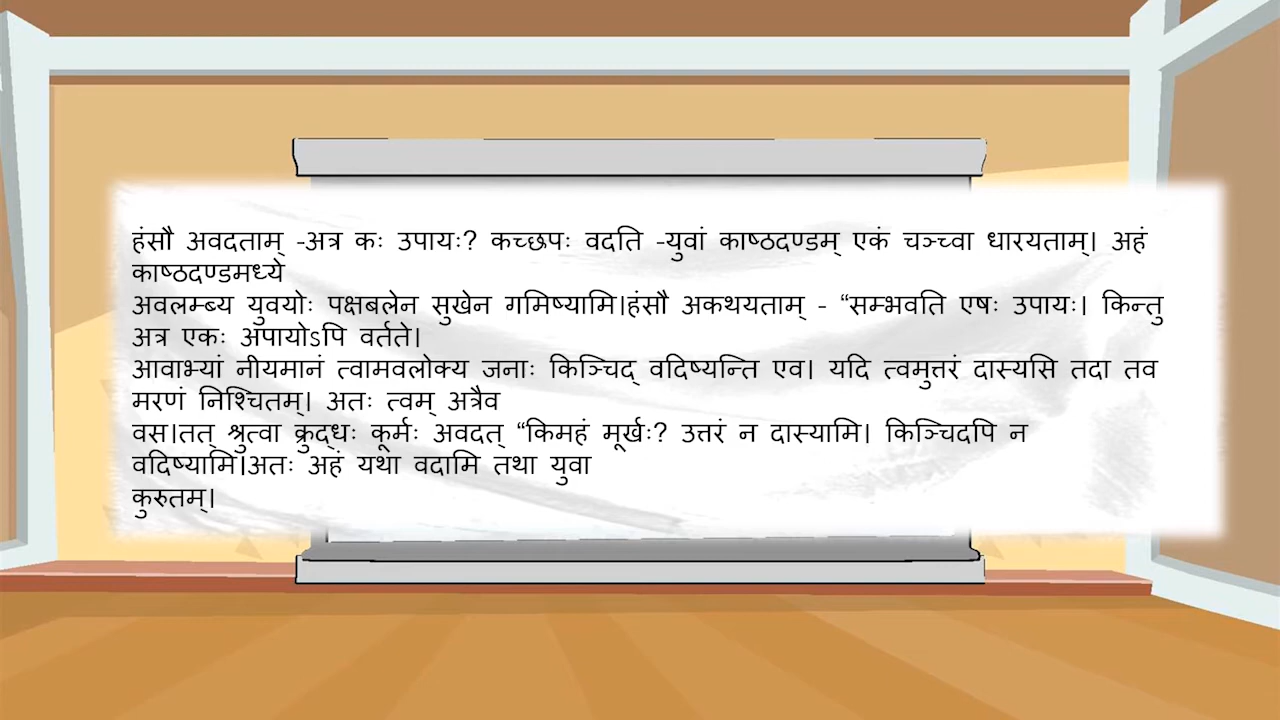 हंसौ अवदताम् -अत्र कः उपायः? कच्छपः वदति -युवां काष्ठदण्डम् एकं चञ्च्वा धारयताम्। अहं
काष्ठदण्डमध्ये
अवलम्ब्य युवयोः पक्षबलेन सुखेन गमिष्यामि।हंसौ अकथयताम् - “सम्भवति एषः उपायः। किन्तु
अत्र एकः अपायोऽपि वर्तते।
आवाभ्यां नीयमानं त्वामवलोक्य जनाः किञ्चिद् वदिष्यन्ति एव। यदि त्वमुत्तरं दास्यसि तदा तव
मरणं निश्चितम्। अतः त्वम् अत्रैव
वस।तत् श्रुत्वा क्रुद्धः कूर्मः अवदत् “किमहं मूर्खः? उत्तरं न दास्यामि। किञ्चिदपि न
वदिष्यामि।अतः अहं यथा वदामि तथा युवा
कुरुतम्।